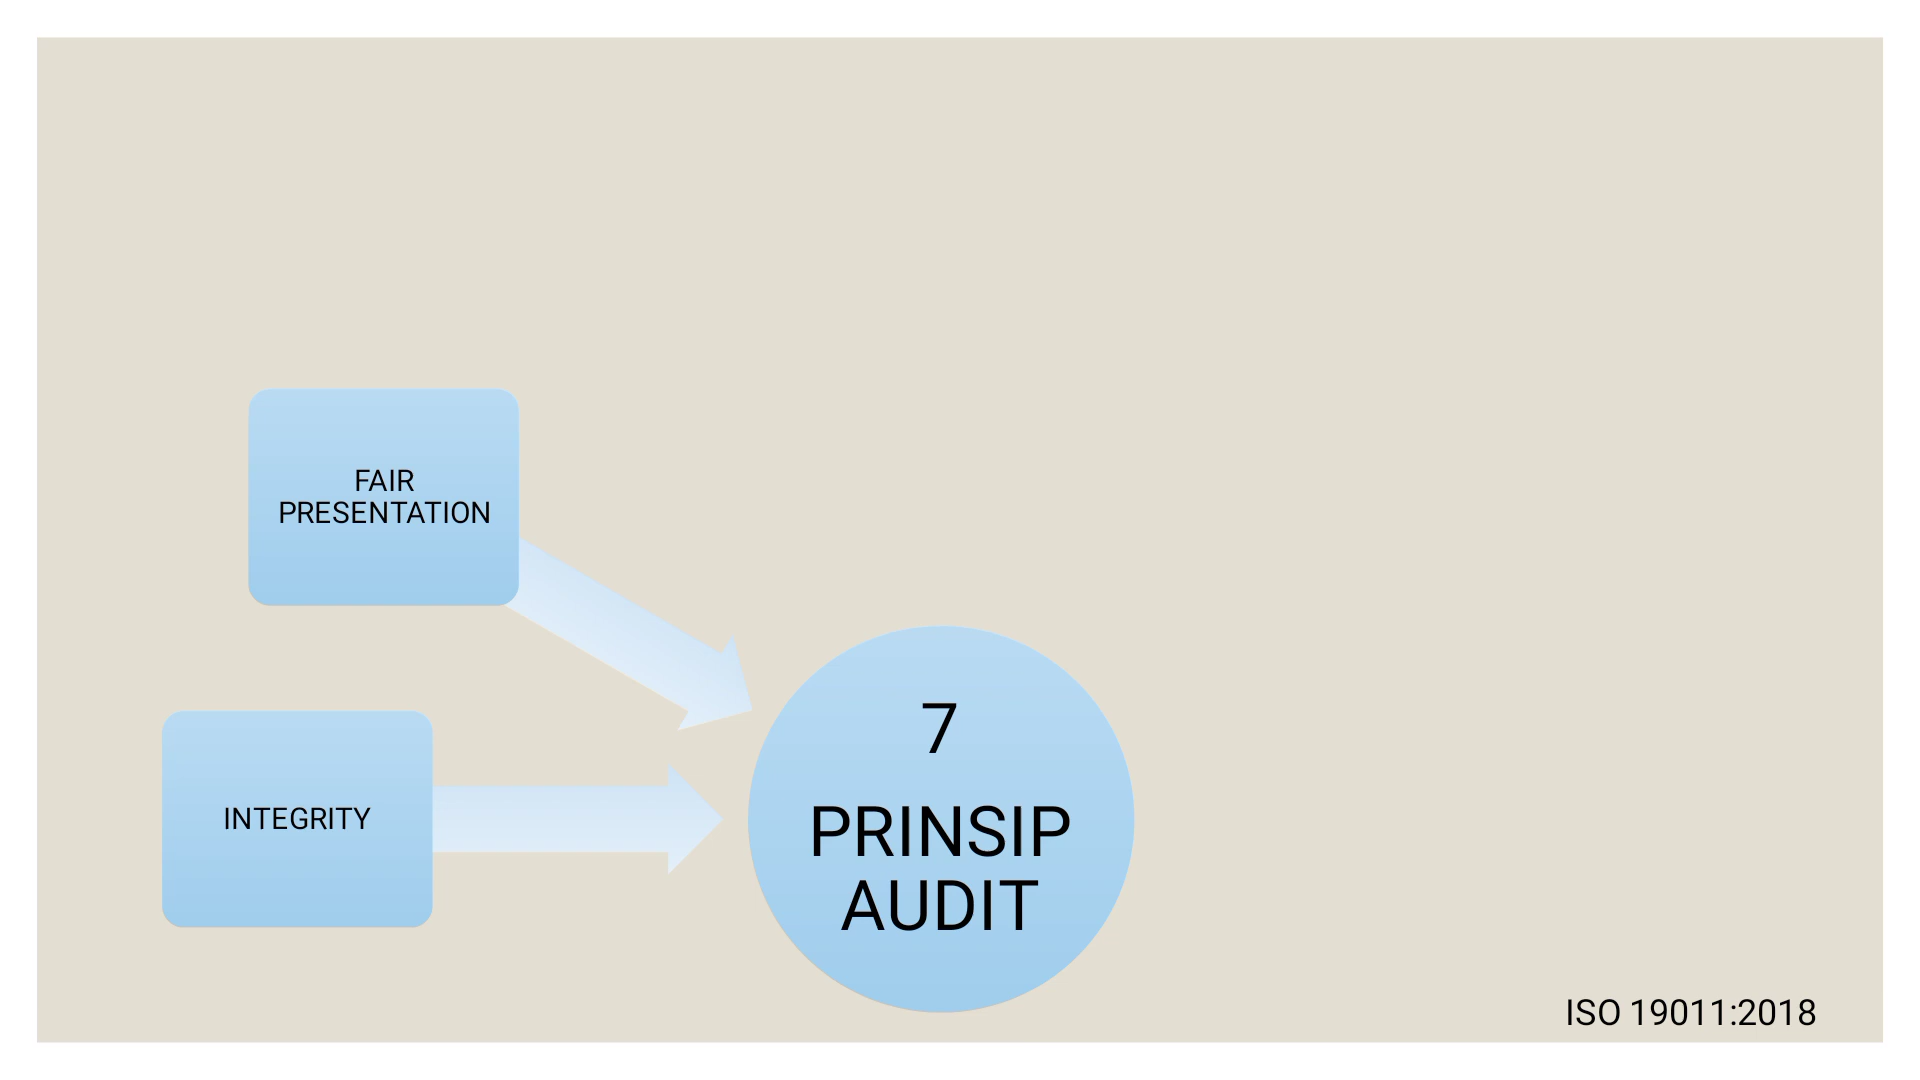 FAIR
PRESENTATION
INTEGRITY
7
PRINSIP
AUDIT
ISO 19011:2018